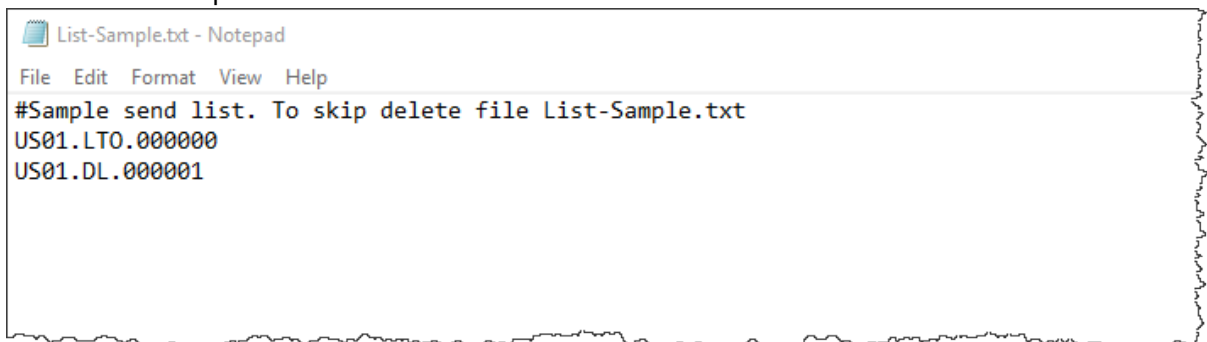 List-Sample.txt - Notepad
File Edit Format View Help
#Sample send list. To skip delete file List-Sample.txt
US01.LTO.000000
US01.DL.000001